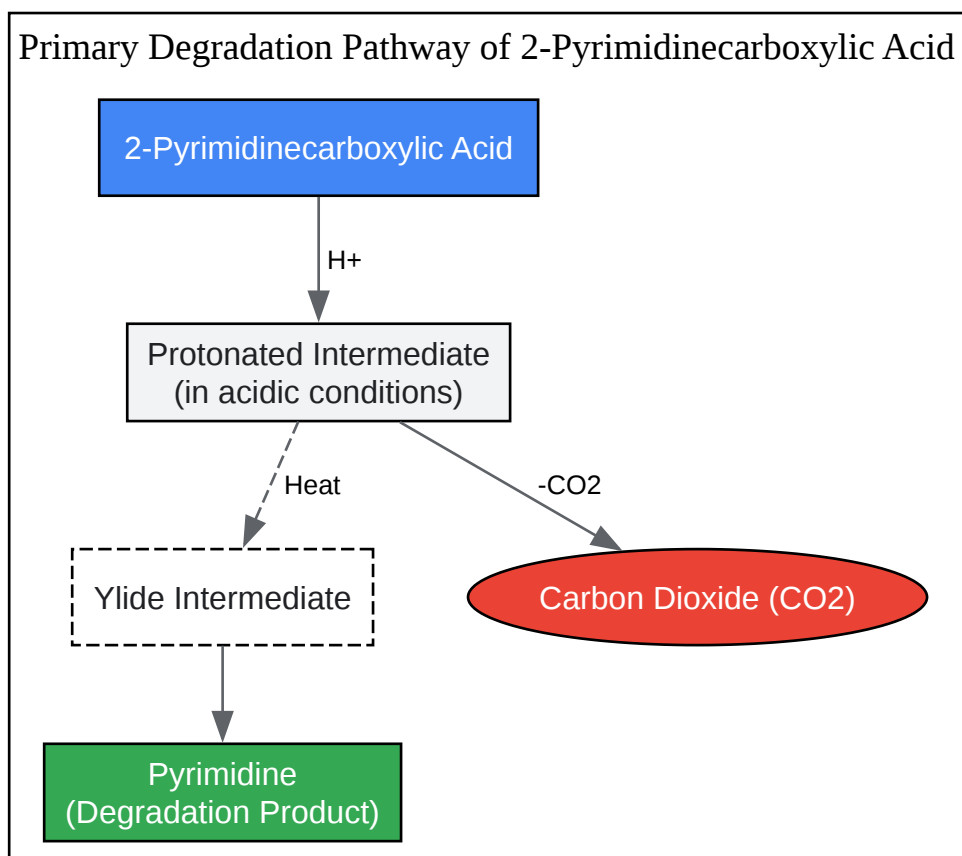 Primary Degradation Pathway of 2-Pyrimidinecarboxylic Acid
2-Pyrimidinecarboxylic Acid
H+
Protonated Intermediate
(in acidic conditions)
Heat
-CO2
Ylide Intermediate
Carbon Dioxide (CO2)
Pyrimidine
(Degradation Product)